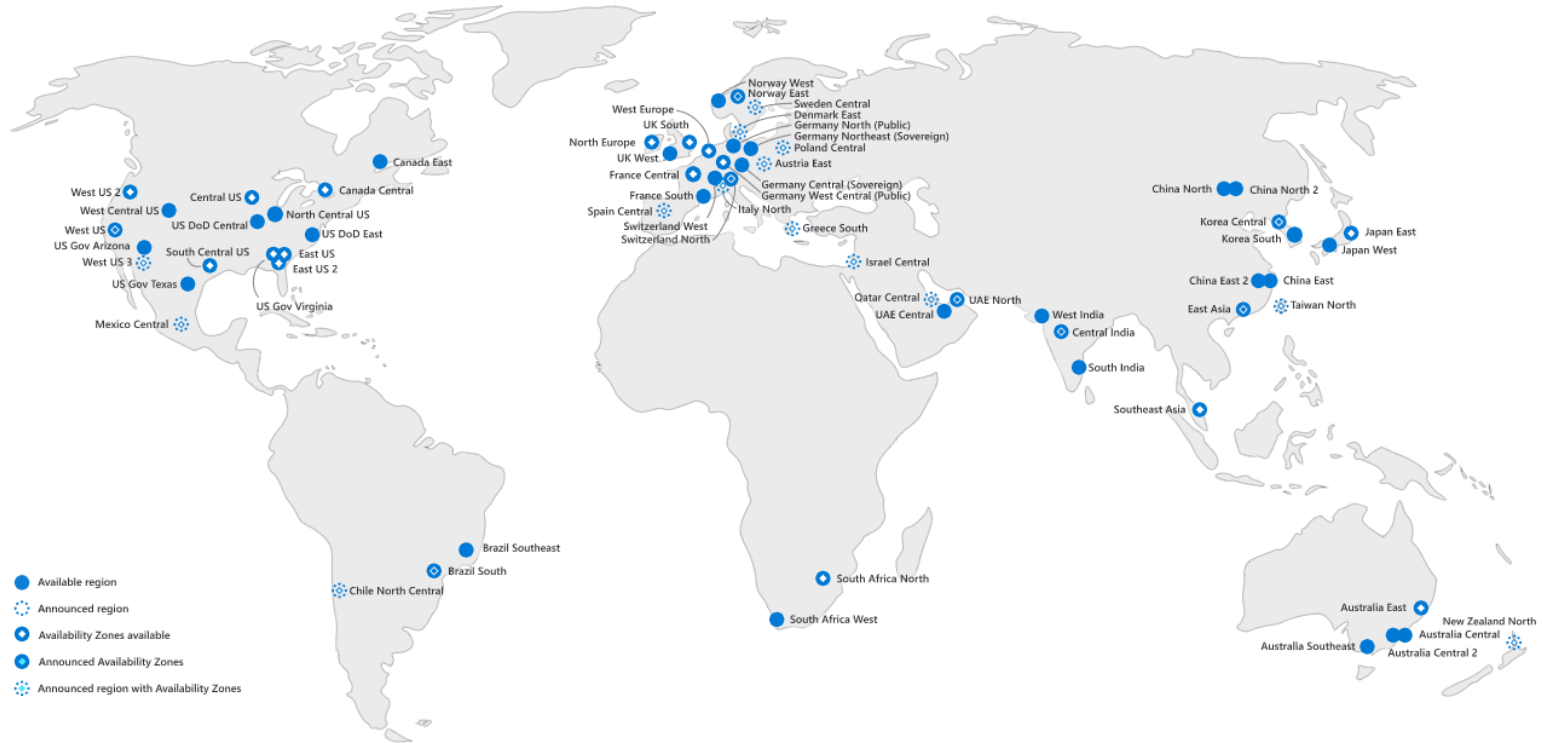 Norway West
Norway East
Sweden Central
West Europe
Denmark East
UK South
Germany North (Public)
Germany Northeast (Sovereign)
North Europe
Poland Central
UK West
Canada East
Austria East
France Central
Germany Central (Sovereign)
Germany West Central (Public)
West US 2
Central US
Canada Central
China North
China North 2
France South
West Central US
Spain Central
Italy North
North Central US
US DoD Central
Korea Central
Switzerland West
West US
US DoD East
Greece South
Korea South
Japan East
Switzerland North
US Gov Arizona
South Central US
East US
Japan West
West US 3
Israel Central
East US 2
US Gov Texas
China East 2
China East
US Gov Virginia
Qatar Central
UAE North
Taiwan North
UAE Central
West India
East Asia
Mexico Central
Central India
South India
Southeast Asia
Brazil Southeast
Brazil South
South Africa North
Chile North Central
South Africa West
Australia East
New Zealand North
Australia Central
Australia Southeast
Australia Central 2
Available region
Announced region
Availability Zones available
Announced Availability Zones
Announced region with Availability Zones